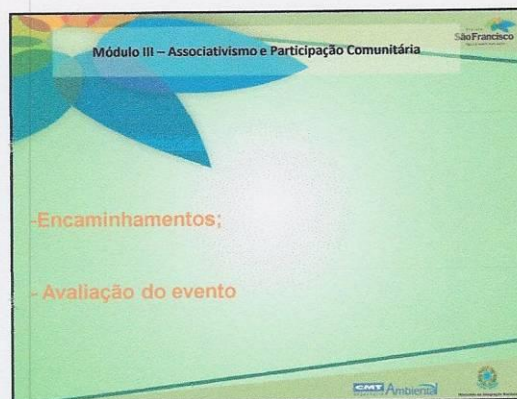 Módulo III – Associativismo e Participação Comunitária
São Francisco
-Encaminhamentos;
- Avaliação do evento
CMT
Ambiental